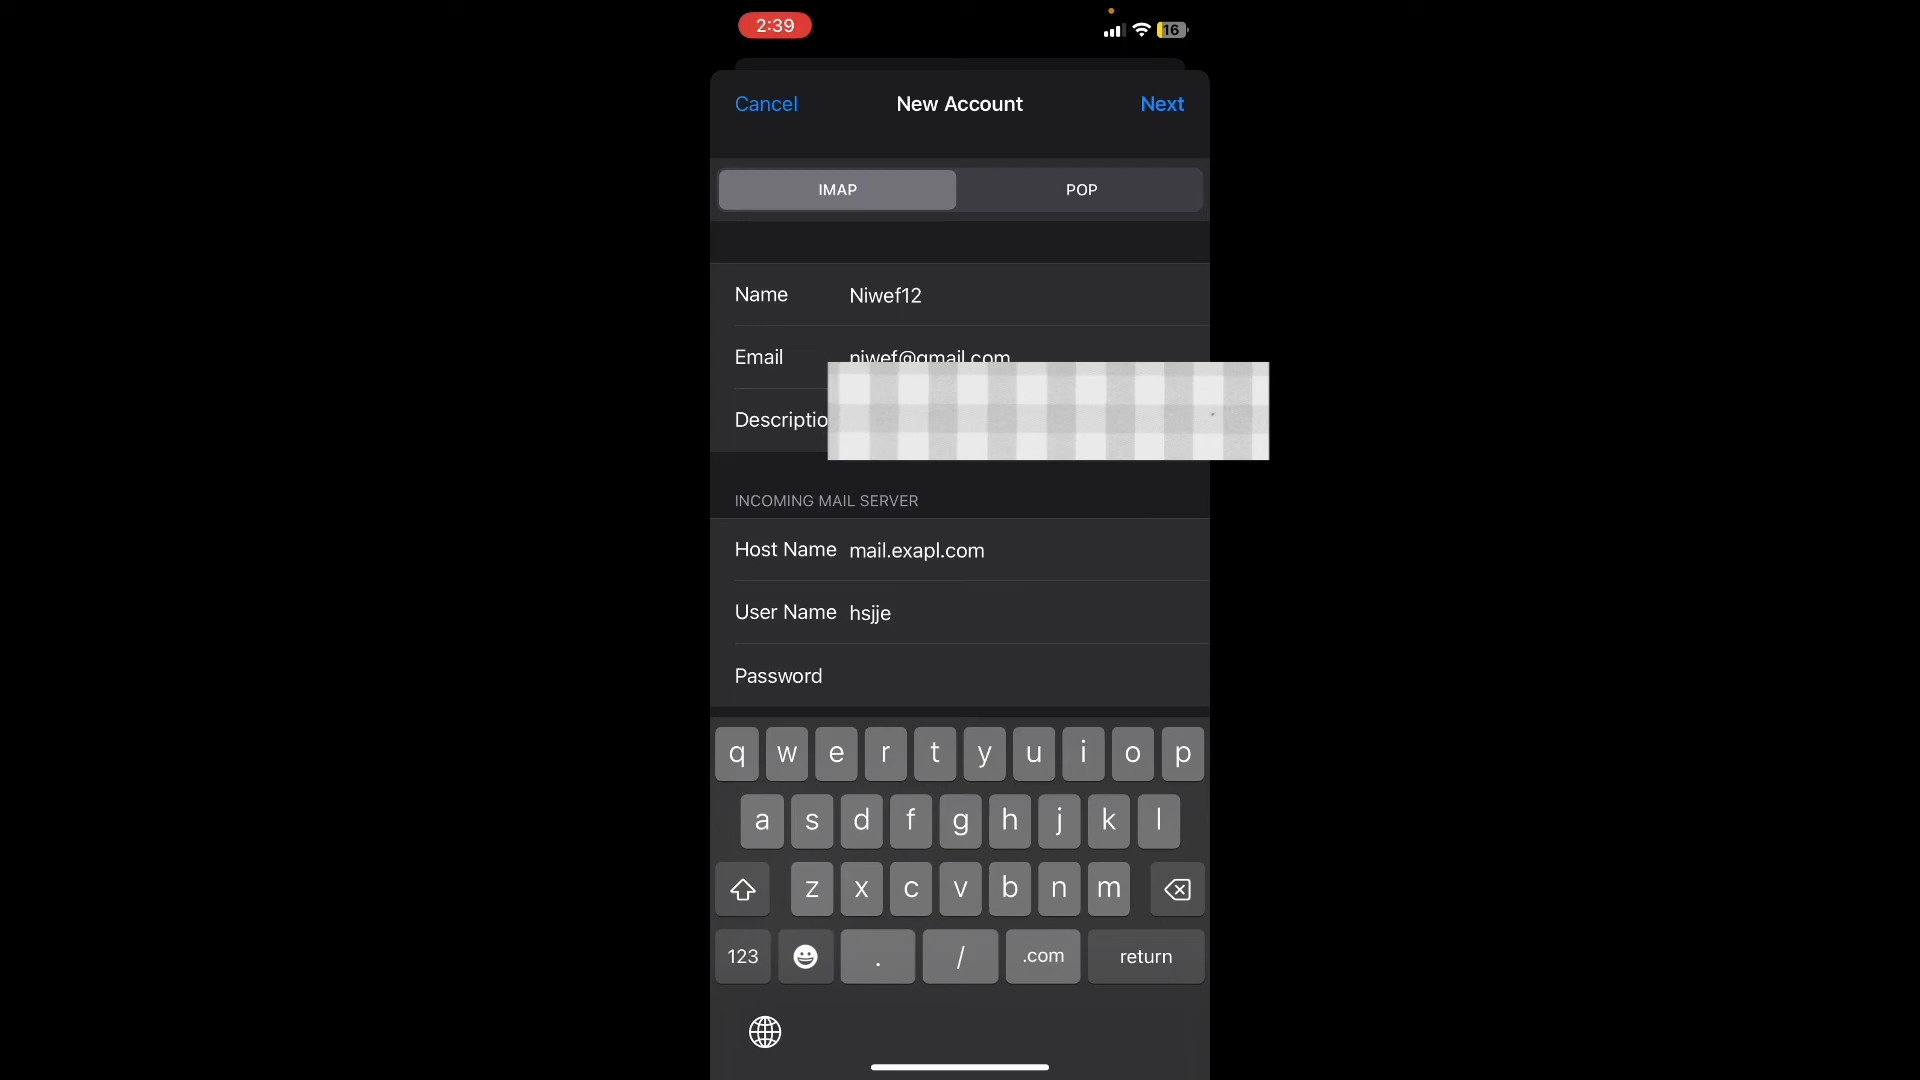 2:39
16
Cancel New Account Next
IMAP POP
Name Niwef12
Email niwef@gmail.com
Descriptio
INCOMING MAIL SERVER
Host Name mail.exapl.com
User Name hsjje
Password
q w e r t y u i o p
a s d f g h j k l
z x c v b n m
123 . / .com return